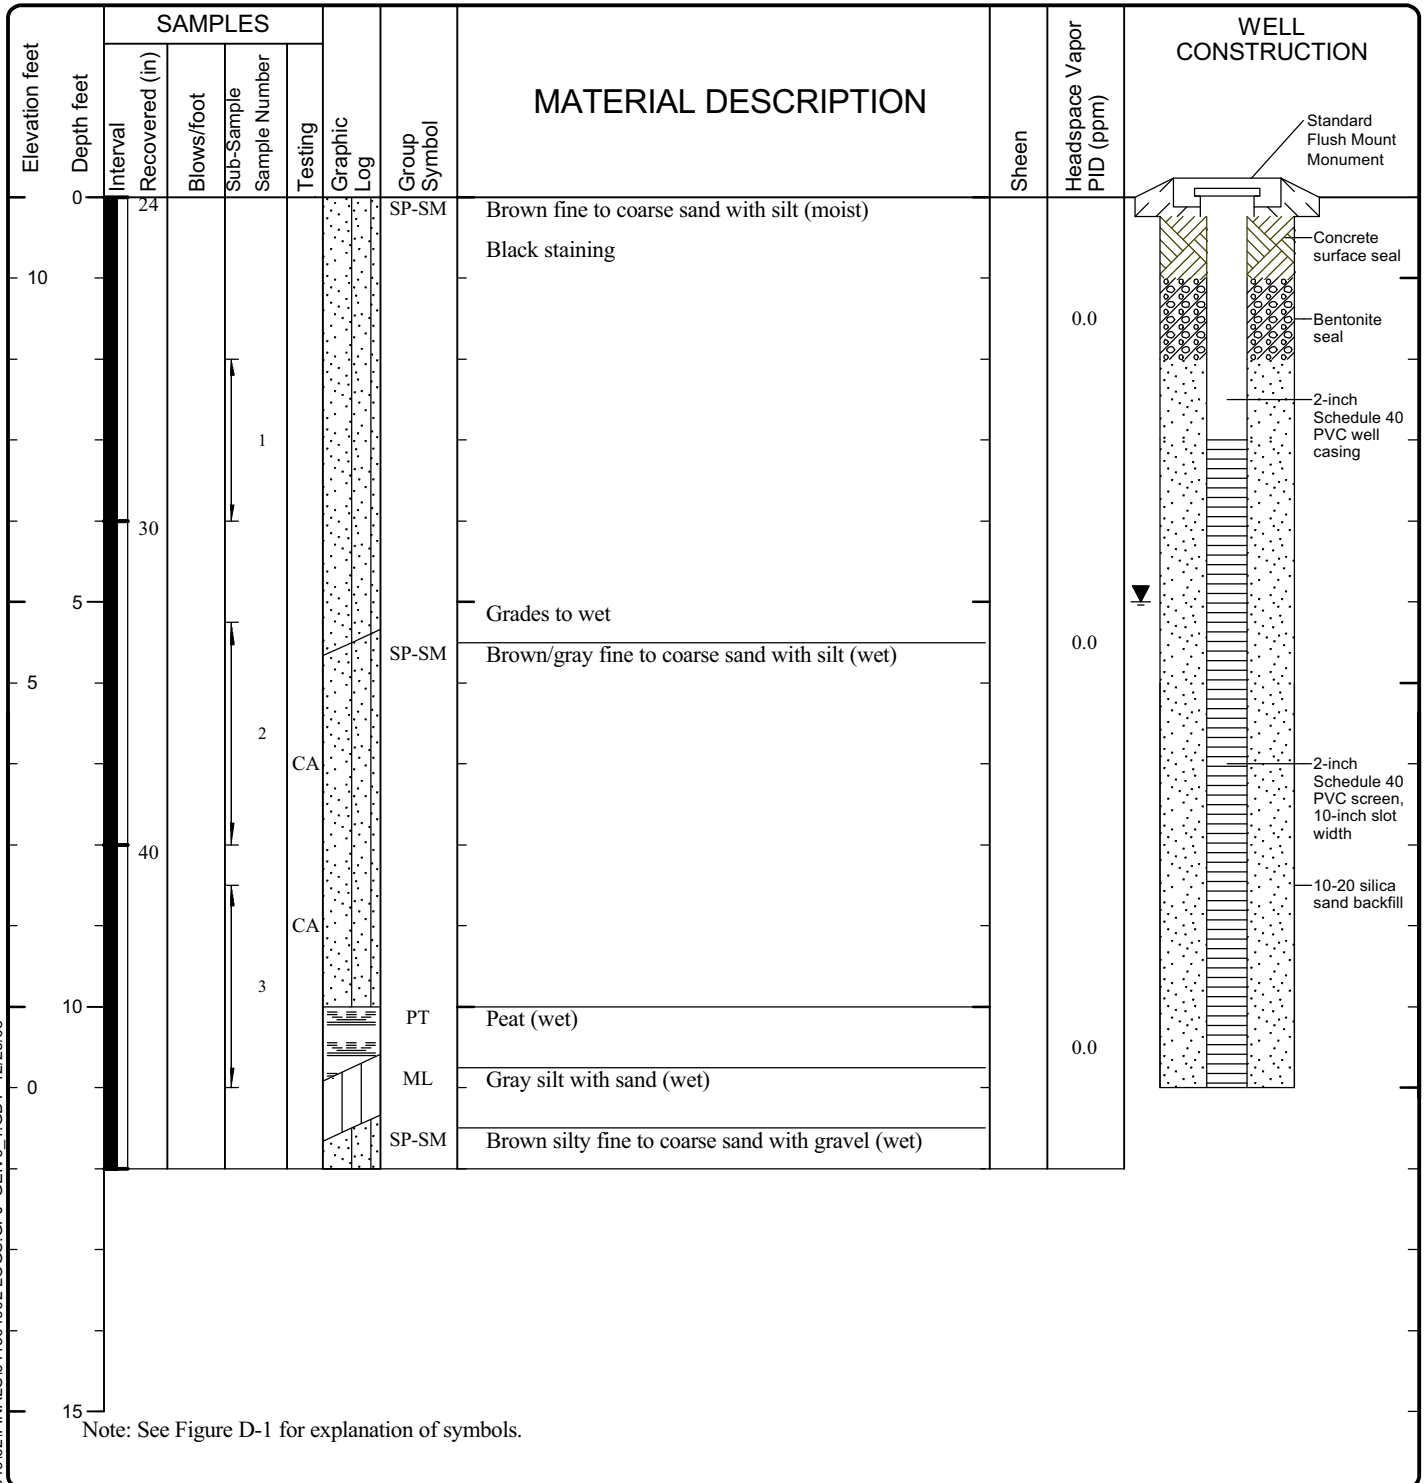 SAMPLES
WELL
CONSTRUCTION
MATERIAL DESCRIPTION
Elevation feet
Depth feet
Interval
Recovered (in)
Blows/foot
Sub-Sample
Sample Number
Testing
Graphic
Log
Group
Symbol
Sheen
Headspace Vapor
PID (ppm)
Standard
Flush Mount
Monument
0
24
SP-SM
Brown fine to coarse sand with silt (moist)
Black staining
Concrete
surface seal
10
0.0
Bentonite
seal
2-inch
Schedule 40
PVC well
casing
1
30
5
Grades to wet
0.0
SP-SM
Brown/gray fine to coarse sand with silt (wet)
5
2
CA
2-inch
Schedule 40
PVC screen,
10-inch slot
width
40
10-20 silica
sand backfill
CA
3
10
PT
Peat (wet)
0.0
0
ML
Gray silt with sand (wet)
SP-SM
Brown silty fine to coarse sand with gravel (wet)
15
Note: See Figure D-1 for explanation of symbols.